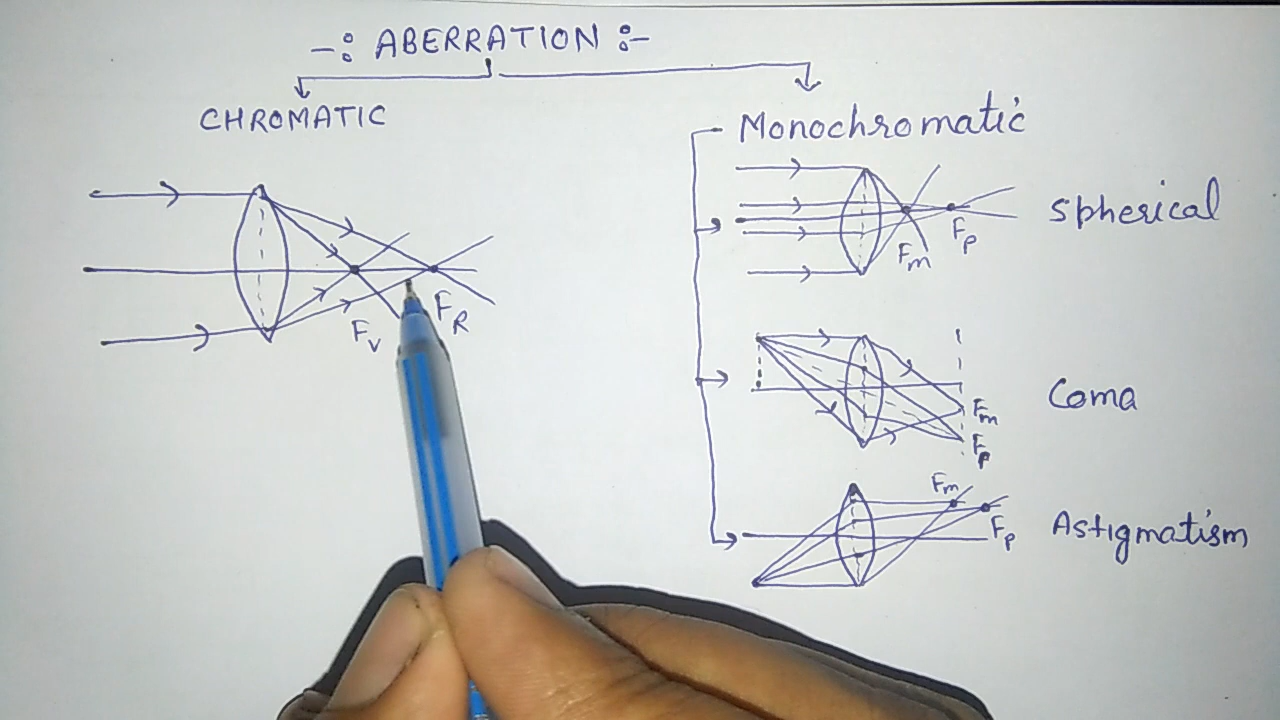 -: ABERRATION :-
CHROMATIC
Fv
FR
Monochromatic
Spherical
Fm
Fp
Coma
Fm
Fp
Astigmatism
Fm
Fp